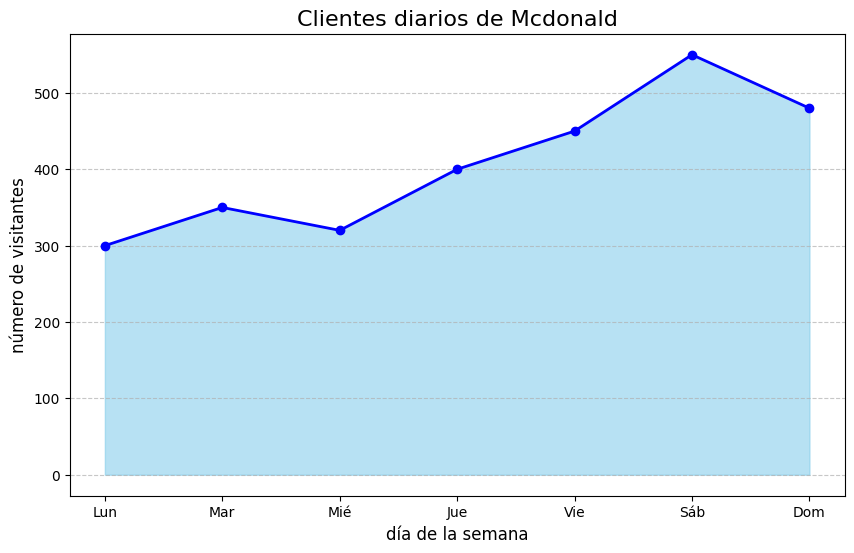 Clientes diarios de Mcdonald
número de visitantes
500
400
300
200
100
0
Lun Mar Mié Jue Vie Sáb Dom
día de la semana